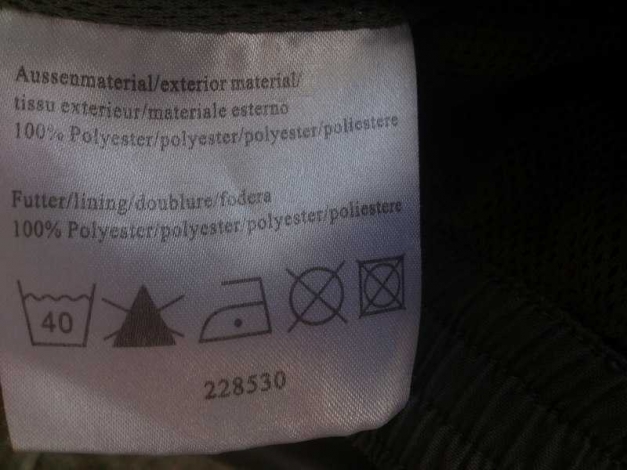 Aussenmaterial/exterior material/
tissu exterieur/materiale esterno
100% Polyester/polyester/polyester/poliestere
Futter/lining/doublure/fodera
100% Polyester/polyester/polyester/poliestere
40
228530